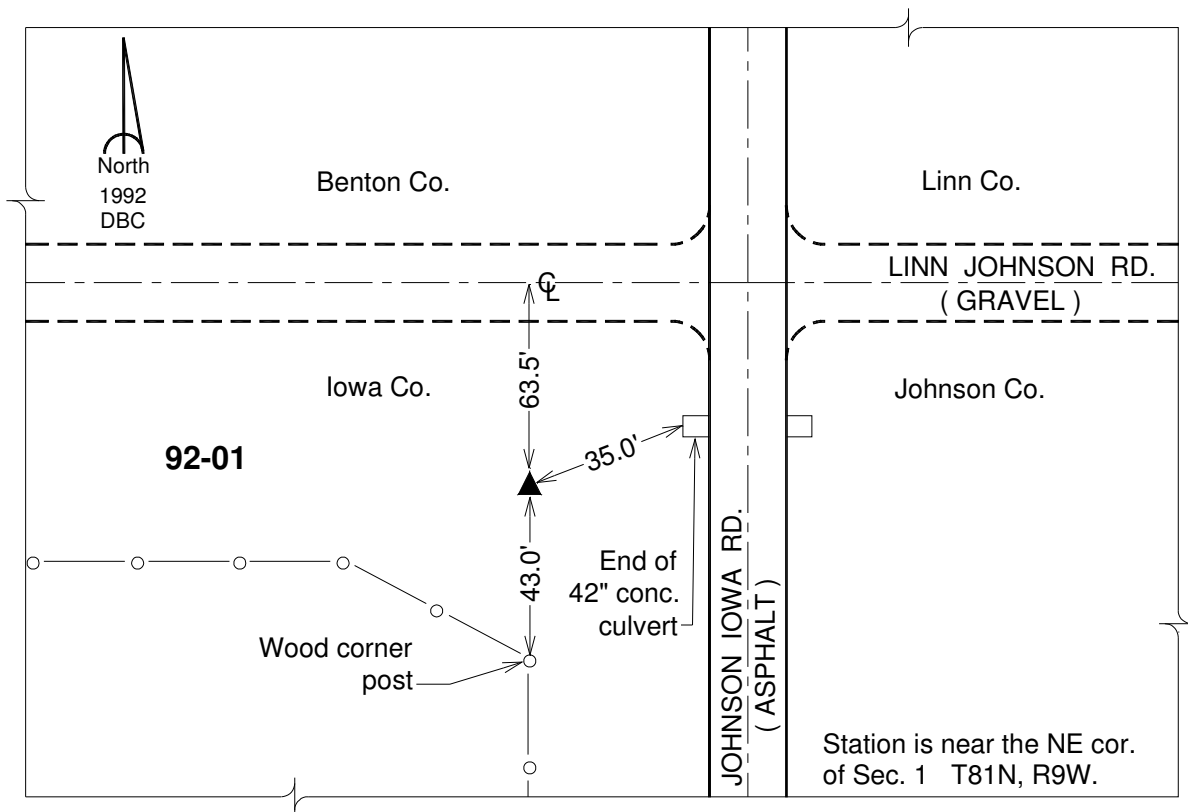 North
1992
DBC
Benton Co.
Linn Co.
LINN JOHNSON RD.
( GRAVEL )
℄
63.5'
Iowa Co.
Johnson Co.
92-01
35.0'
43.0'
End of
42" conc.
culvert
Wood corner
post
JOHNSON IOWA RD.
( ASPHALT )
Station is near the NE cor.
of Sec. 1 T81N, R9W.